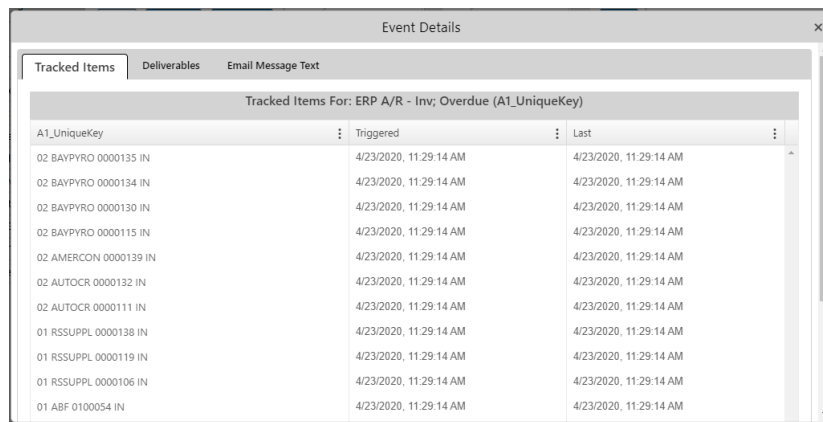 Event Details
Tracked Items Deliverables Email Message Text
Tracked Items For: ERP A/R - Inv; Overdue (A1_UniqueKey)
A1_UniqueKey Triggered Last
02 BAYPYRO 0000135 IN 4/23/2020, 11:29:14 AM 4/23/2020, 11:29:14 AM
02 BAYPYRO 0000134 IN 4/23/2020, 11:29:14 AM 4/23/2020, 11:29:14 AM
02 BAYPYRO 0000130 IN 4/23/2020, 11:29:14 AM 4/23/2020, 11:29:14 AM
02 BAYPYRO 0000115 IN 4/23/2020, 11:29:14 AM 4/23/2020, 11:29:14 AM
02 AMERCON 0000139 IN 4/23/2020, 11:29:14 AM 4/23/2020, 11:29:14 AM
02 AUTOCR 0000132 IN 4/23/2020, 11:29:14 AM 4/23/2020, 11:29:14 AM
02 AUTOCR 0000111 IN 4/23/2020, 11:29:14 AM 4/23/2020, 11:29:14 AM
01 RSSUPPL 0000138 IN 4/23/2020, 11:29:14 AM 4/23/2020, 11:29:14 AM
01 RSSUPPL 0000119 IN 4/23/2020, 11:29:14 AM 4/23/2020, 11:29:14 AM
01 RSSUPPL 0000106 IN 4/23/2020, 11:29:14 AM 4/23/2020, 11:29:14 AM
01 ABF 0100054 IN 4/23/2020, 11:29:14 AM 4/23/2020, 11:29:14 AM